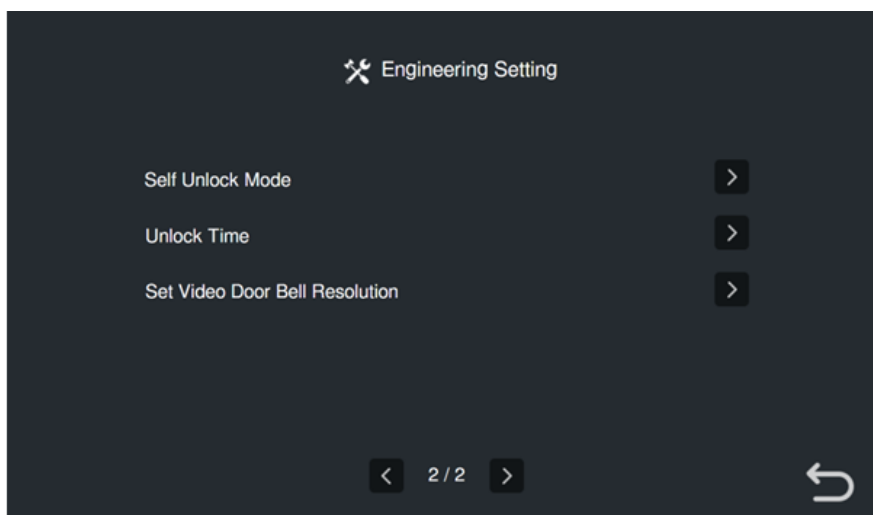 Engineering Setting
Self Unlock Mode
Unlock Time
Set Video Door Bell Resolution
2 / 2